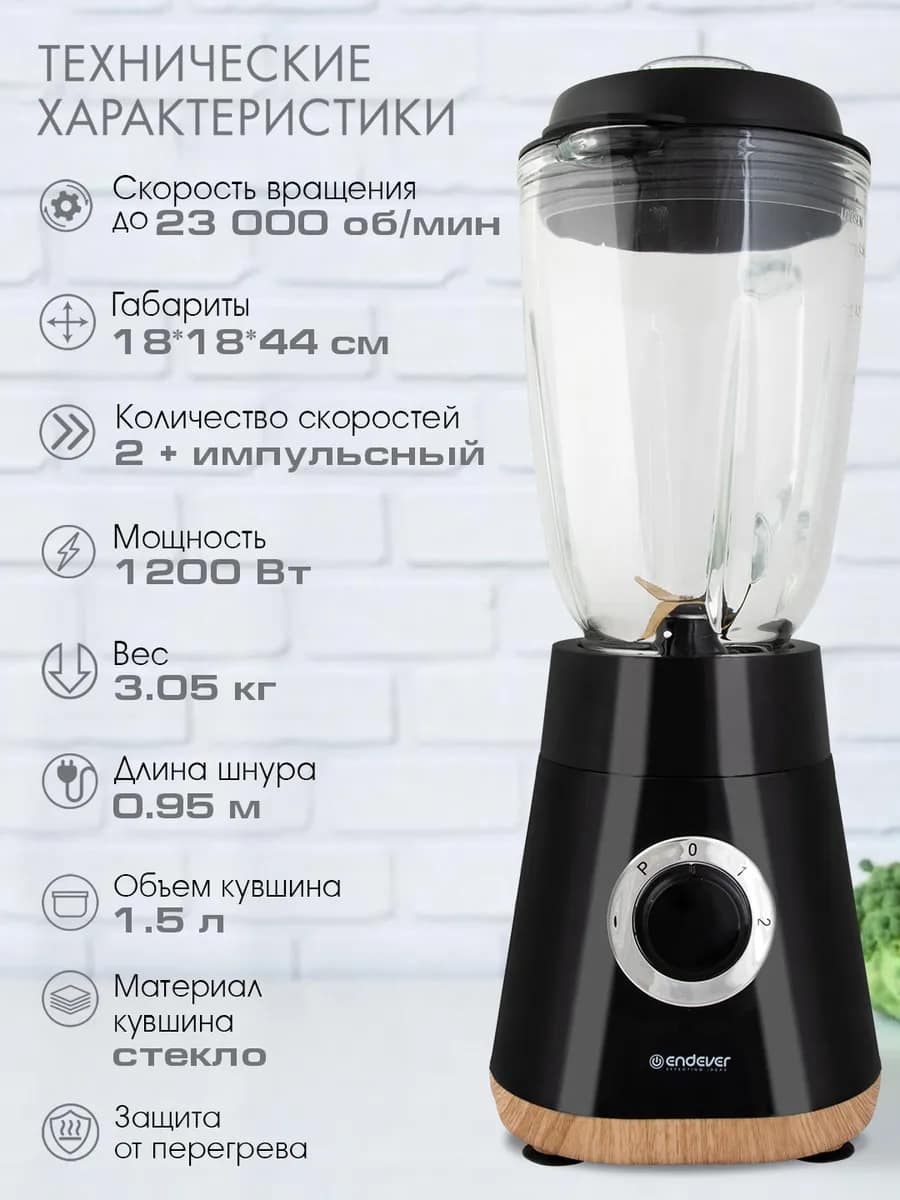 ТЕХНИЧЕСКИЕ
ХАРАКТЕРИСТИКИ
Скорость вращения
до 23 000 об/мин
Габариты
18*18*44 см
Количество скоростей
2 + импульсный
Мощность
1200 Вт
Вес
3.05 кг
Длина шнура
0.95 м
Объем кувшина
1.5 л
Материал
кувшина
стекло
Защита
от перегрева
P 0 1 2
endever